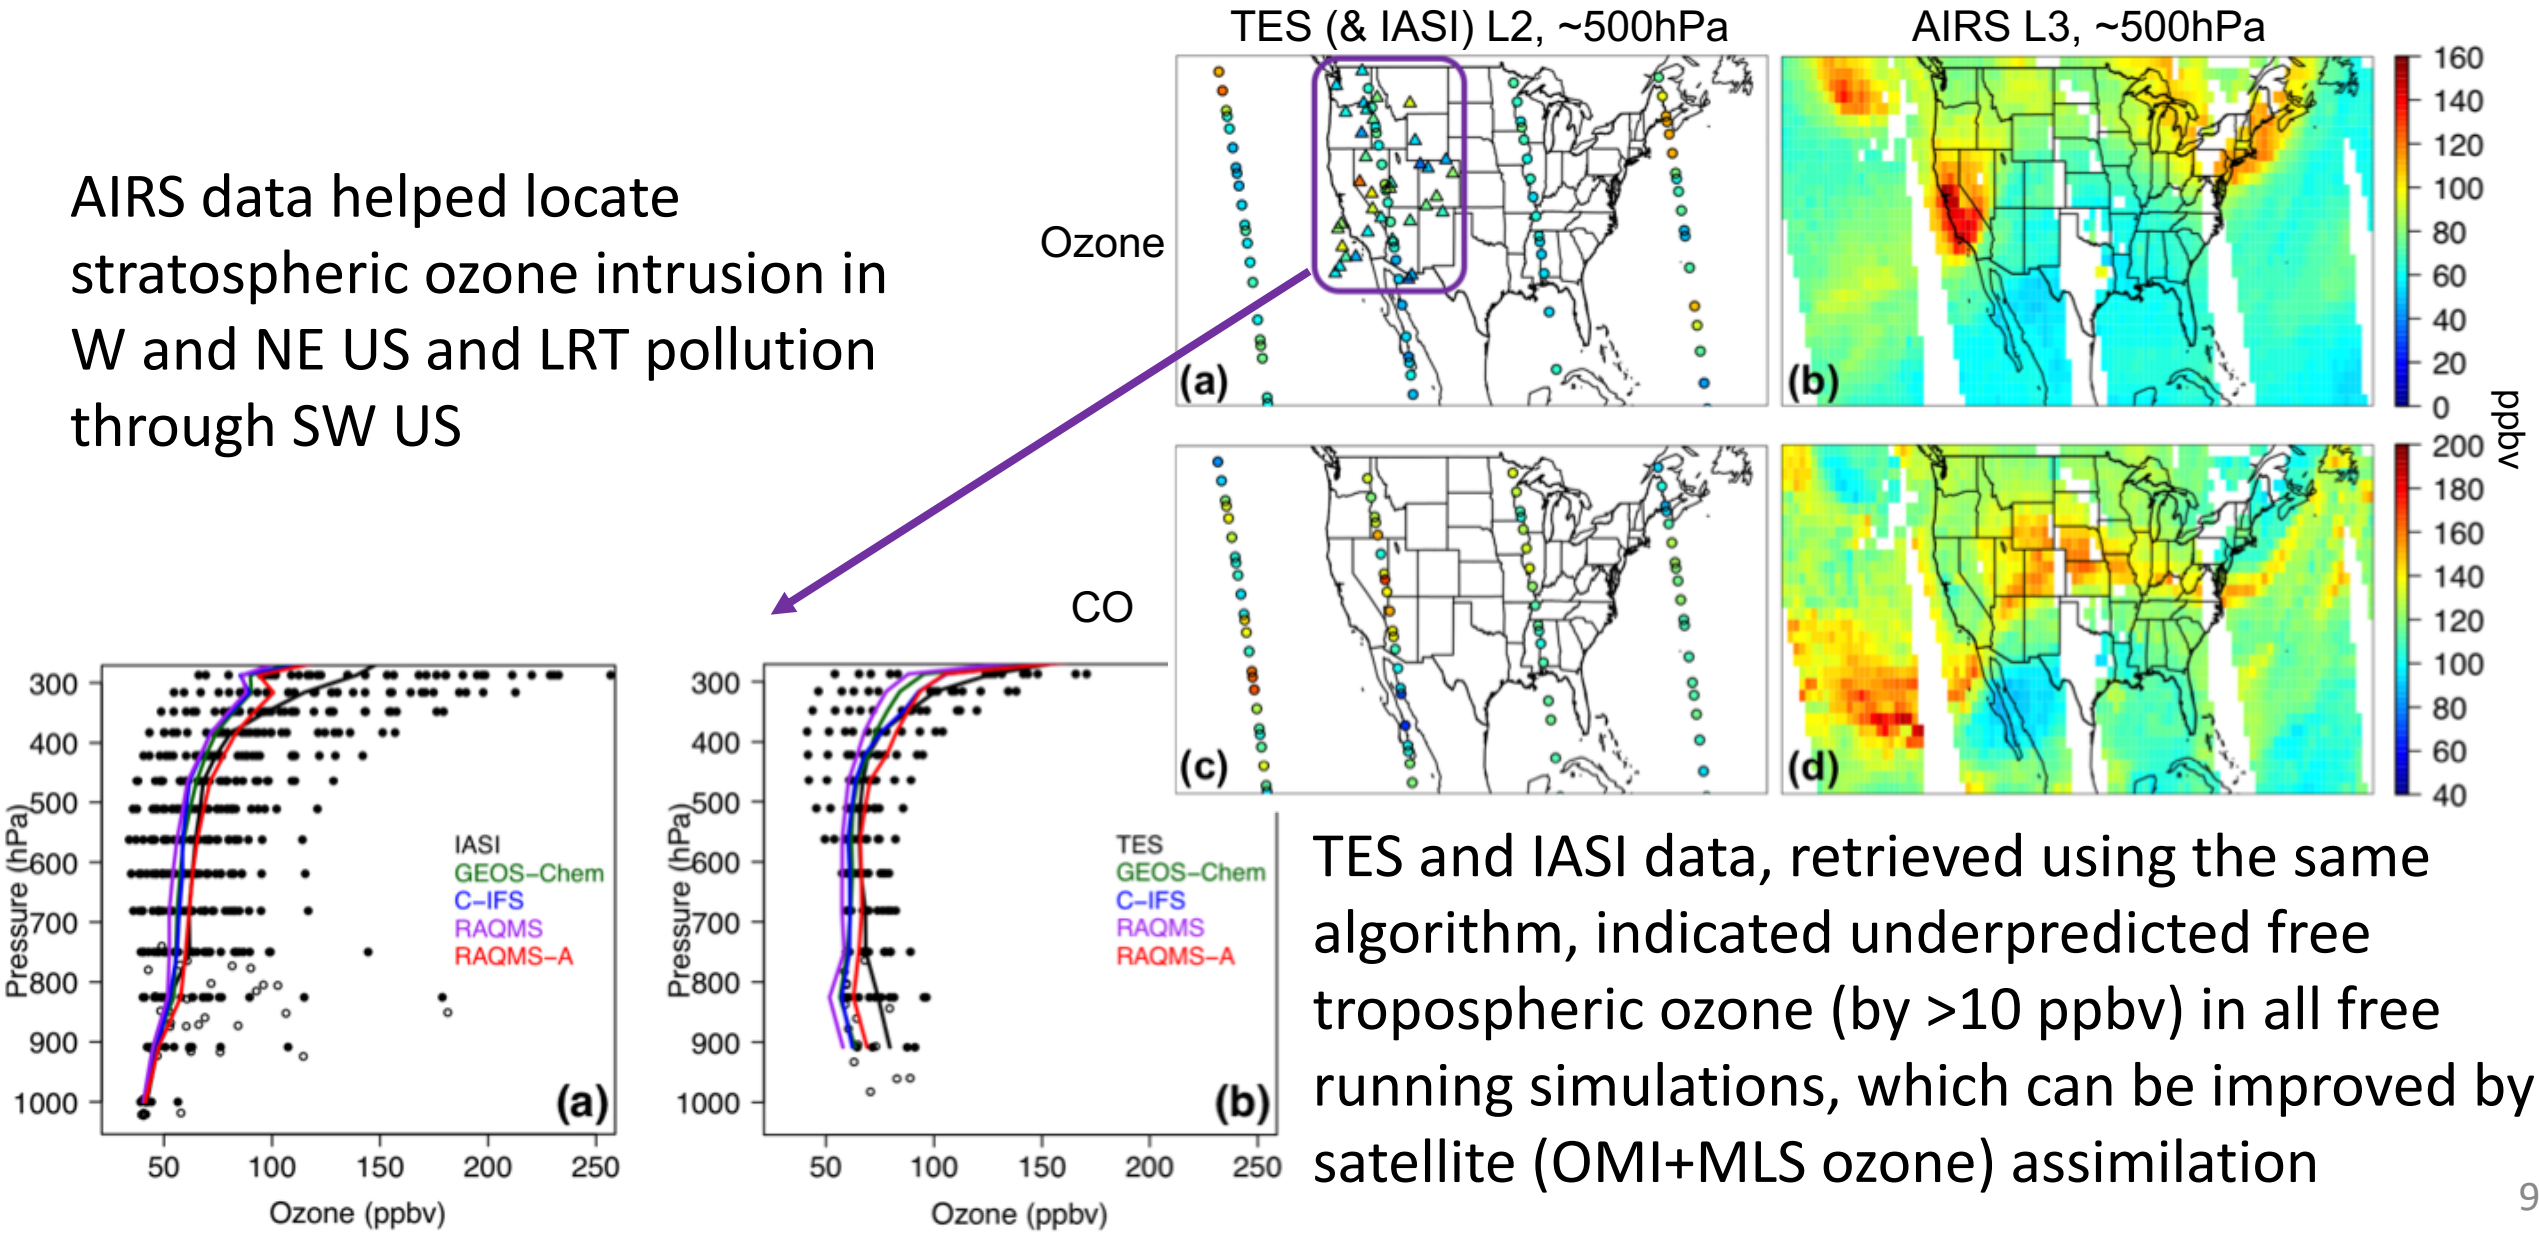 TES (& IASI) L2, ~500hPa
AIRS L3, ~500hPa
AIRS data helped locate
stratospheric ozone intrusion in
W and NE US and LRT pollution
through SW US
Ozone
(a)
(b)
160
140
120
100
80
60
40
20
0
ppbv
CO
(c)
(d)
200
180
160
140
120
100
80
60
40
Pressure (hPa)
300
400
500
600
700
800
900
1000
IASI
GEOS−Chem
C−IFS
RAQMS
RAQMS−A
(a)
50 100 150 200 250
Ozone (ppbv)
Pressure (hPa)
300
400
500
600
700
800
900
1000
TES
GEOS−Chem
C−IFS
RAQMS
RAQMS−A
(b)
50 100 150 200 250
Ozone (ppbv)
TES and IASI data, retrieved using the same
algorithm, indicated underpredicted free
tropospheric ozone (by >10 ppbv) in all free
running simulations, which can be improved by
satellite (OMI+MLS ozone) assimilation
9